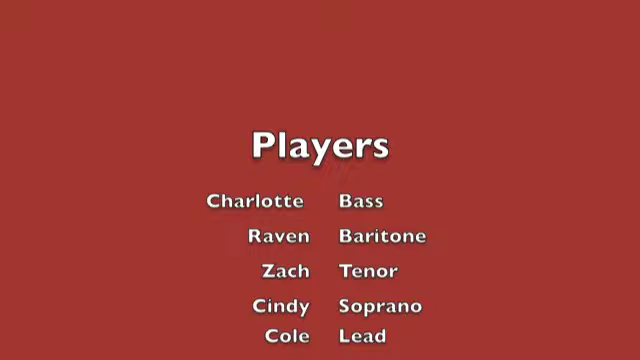 Players
Charlotte Bass
Raven Baritone
Zach Tenor
Cindy Soprano
Cole Lead